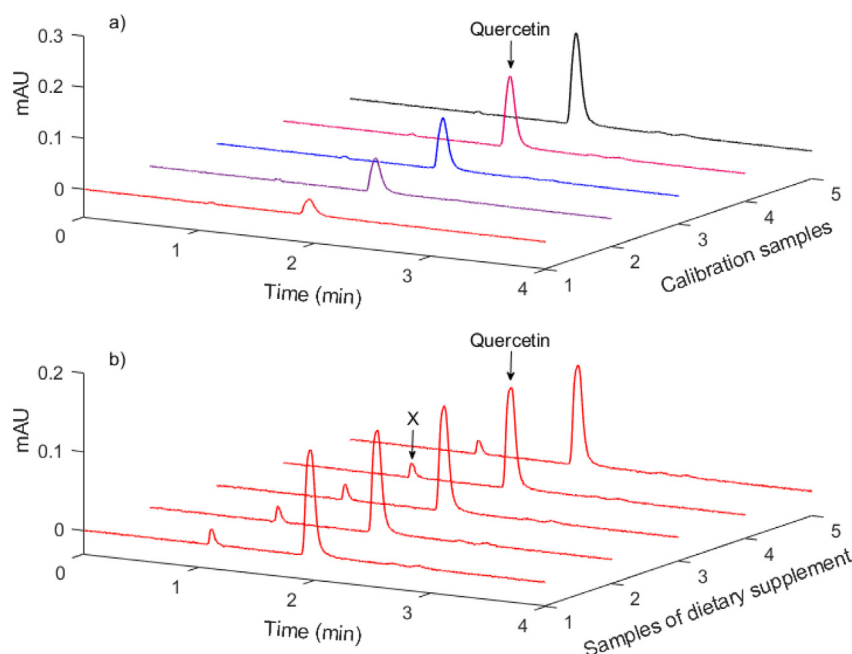 a)
Quercetin
0.3
0.2
0.1
0
mAU
0
1
2
3
4
Time (min)
1
2
3
4
5
Calibration samples
b)
Quercetin
X
0.2
0.1
0
mAU
0
1
2
3
4
Time (min)
1
2
3
4
5
Samples of dietary supplement